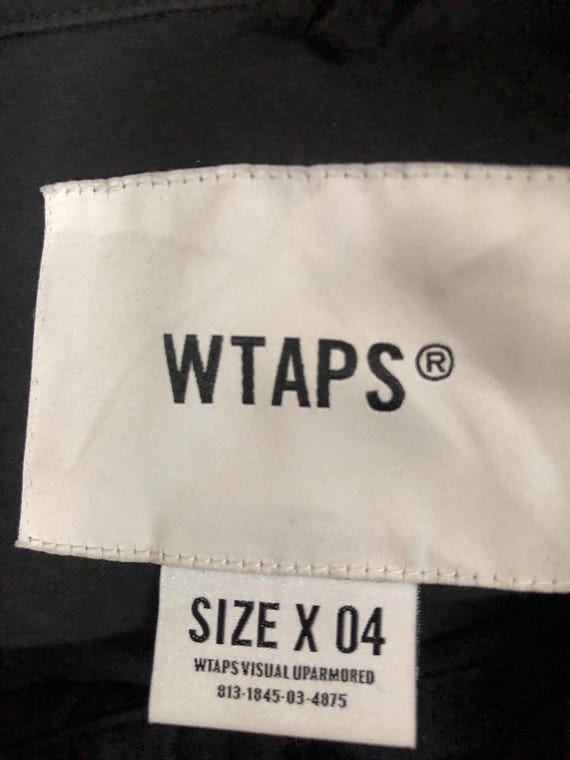 WTAPS®
SIZE X 04
WTAPS VISUAL UPARMORED
813-1845-03-4875